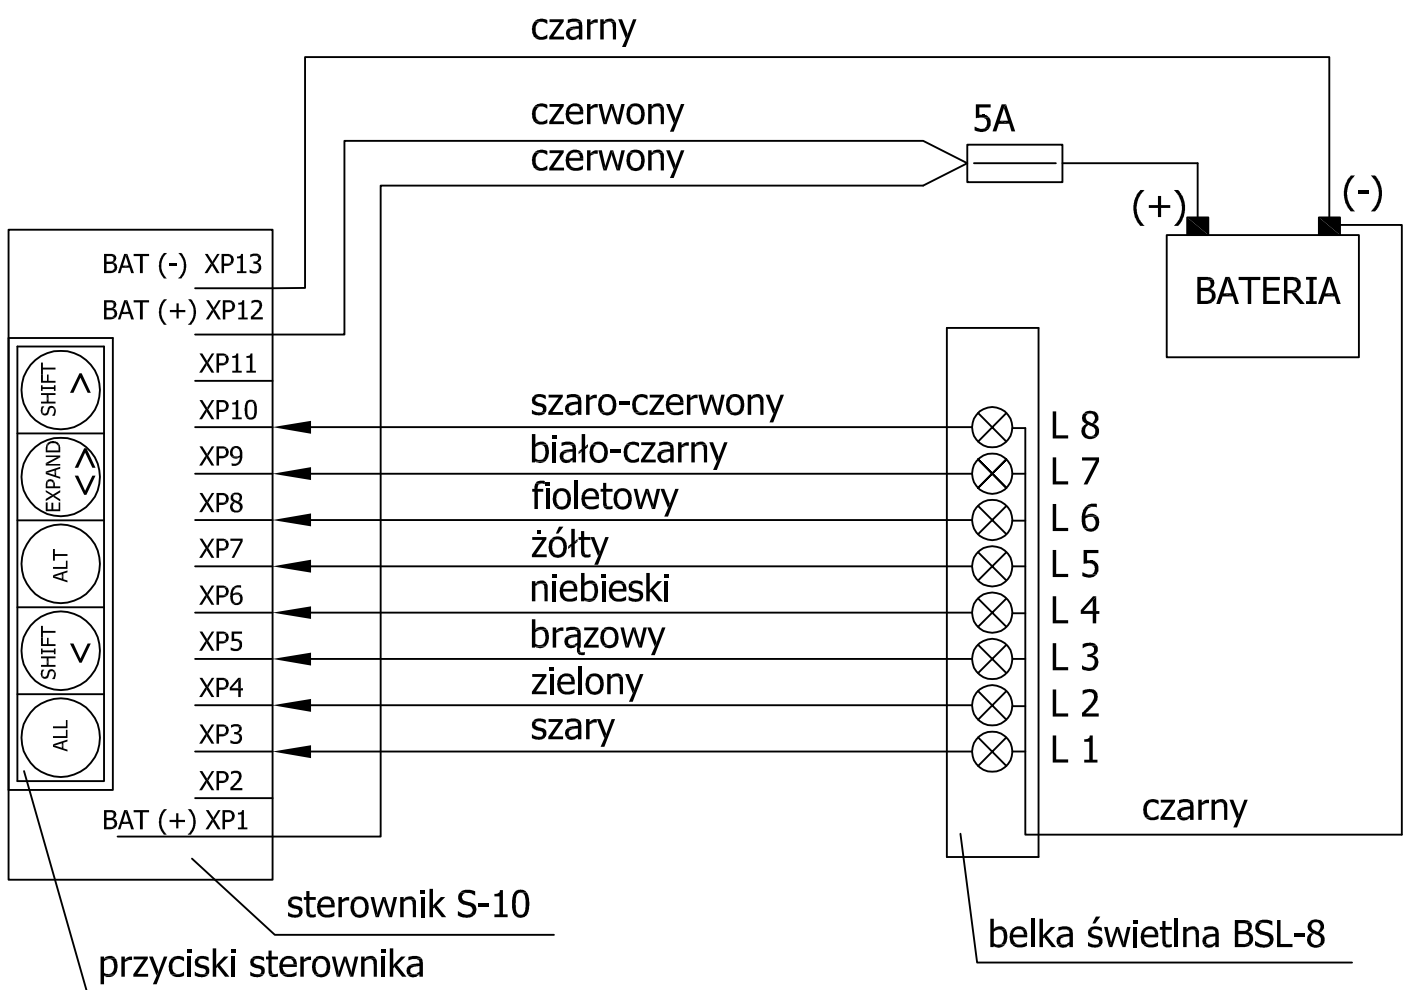 czarny
czerwony
5A
czerwony
(+)
(-)
BATERIA
BAT (-) XP13
BAT (+) XP12
XP11
XP10
XP9
XP8
XP7
XP6
XP5
XP4
XP3
XP2
BAT (+) XP1
SHIFT >
EXPAND <>
ALT
SHIFT <
ALL
szaro-czerwony
L 8
biało-czarny
L 7
fioletowy
L 6
żółty
L 5
niebieski
L 4
brązowy
L 3
zielony
L 2
szary
L 1
czarny
sterownik S-10
przyciski sterownika
belka świetlna BSL-8